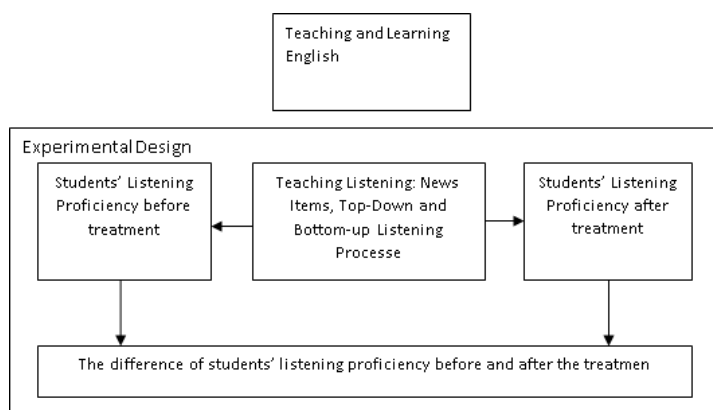 Teaching and Learning
English
Experimental Design
Students’ Listening
Proficiency before
treatment
Teaching Listening: News
Items, Top-Down and
Bottom-up Listening
Processe
Students’ Listening
Proficiency after
treatment
The difference of students’ listening proficiency before and after the treatmen